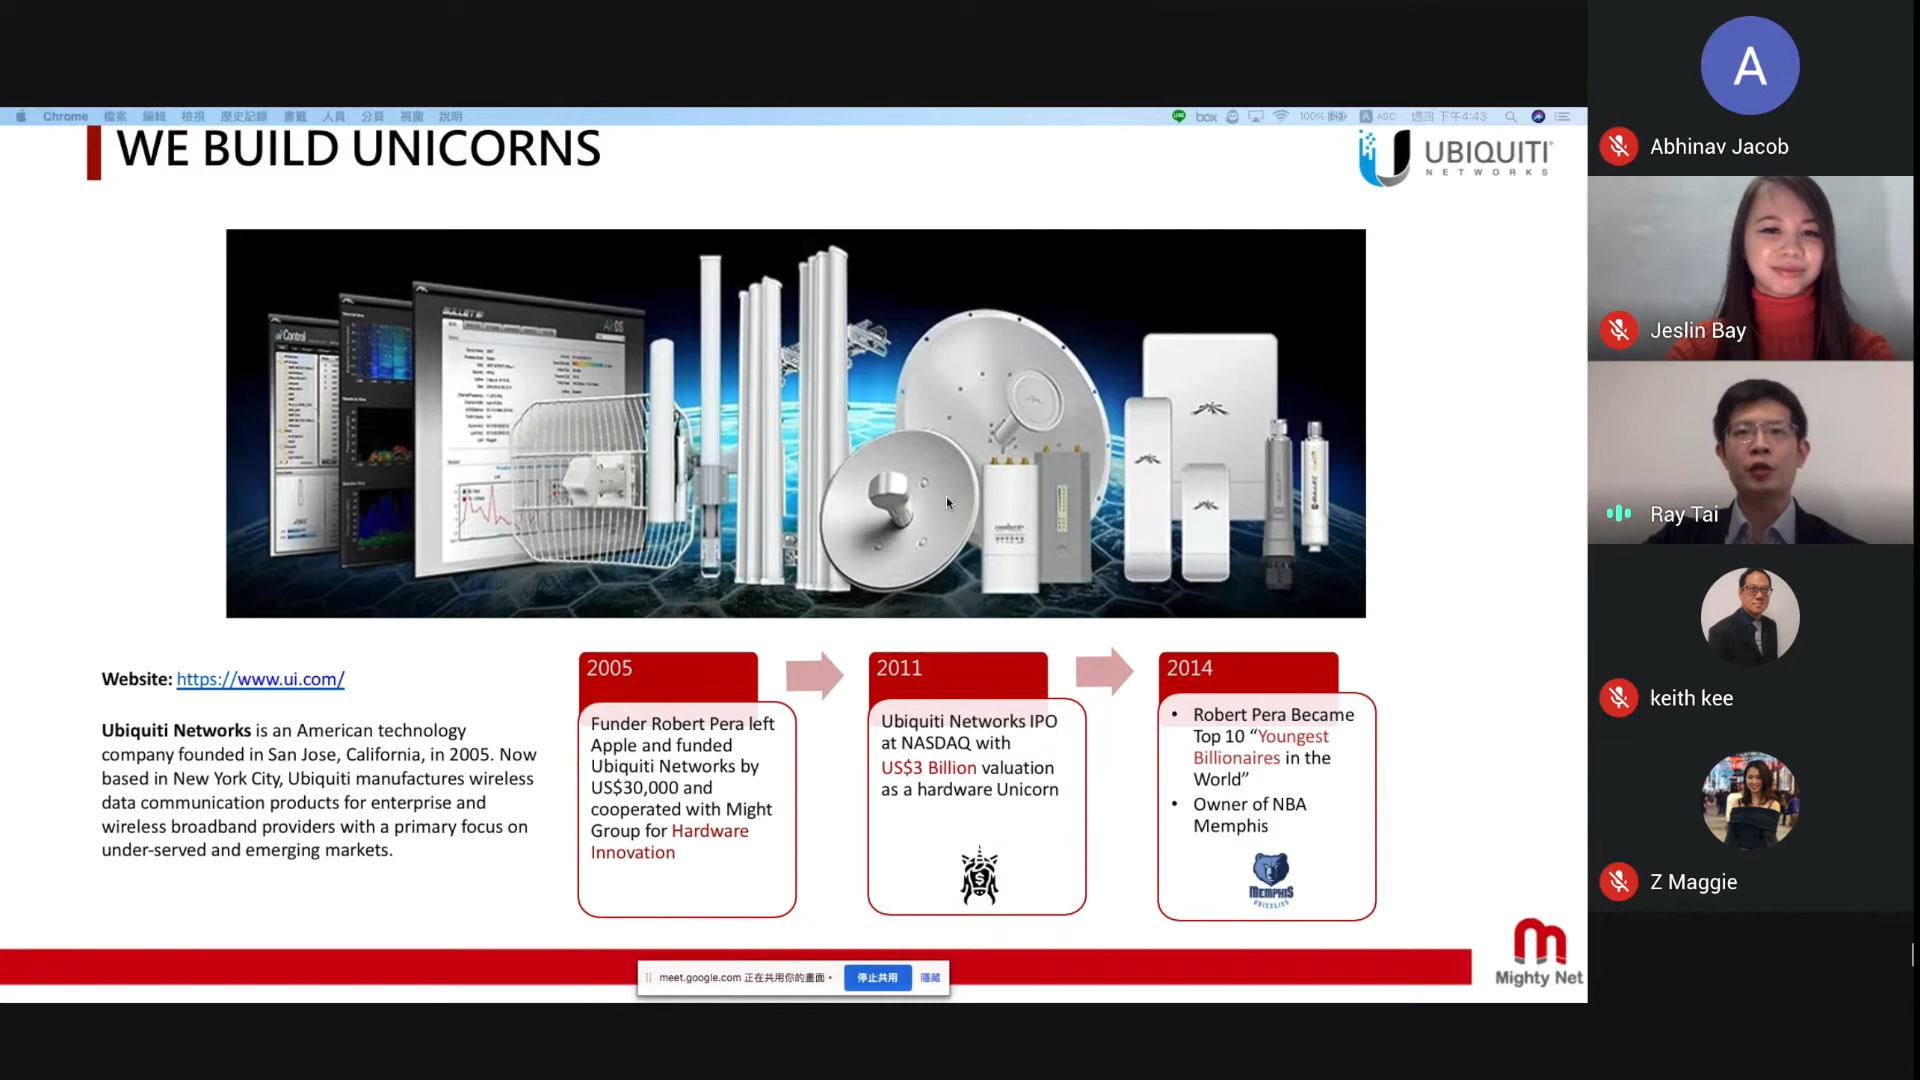 Chrome 檔案 編輯 檢視 歷史記錄 書籤 人員 分頁 視窗 說明
box 100% A ABC 週四 下午4:43
WE BUILD UNICORNS
UBIQUITI
NETWORKS
airControl
BULLET M
AirOS
Website: https://www.ui.com/
Ubiquiti Networks is an American technology
company founded in San Jose, California, in 2005. Now
based in New York City, Ubiquiti manufactures wireless
data communication products for enterprise and
wireless broadband providers with a primary focus on
under-served and emerging markets.
2005
Funder Robert Pera left
Apple and funded
Ubiquiti Networks by
US$30,000 and
cooperated with Might
Group for Hardware
Innovation
2011
Ubiquiti Networks IPO
at NASDAQ with
US$3 Billion valuation
as a hardware Unicorn
2014
• Robert Pera Became
Top 10 “Youngest
Billionaires in the
World”
• Owner of NBA
Memphis
MEMPHIS
GRIZZLIES
Mighty Net
meet.google.com 正在共用你的畫面。
停止共用
隱藏
A
Abhinav Jacob
Jeslin Bay
Ray Tai
keith kee
Z Maggie